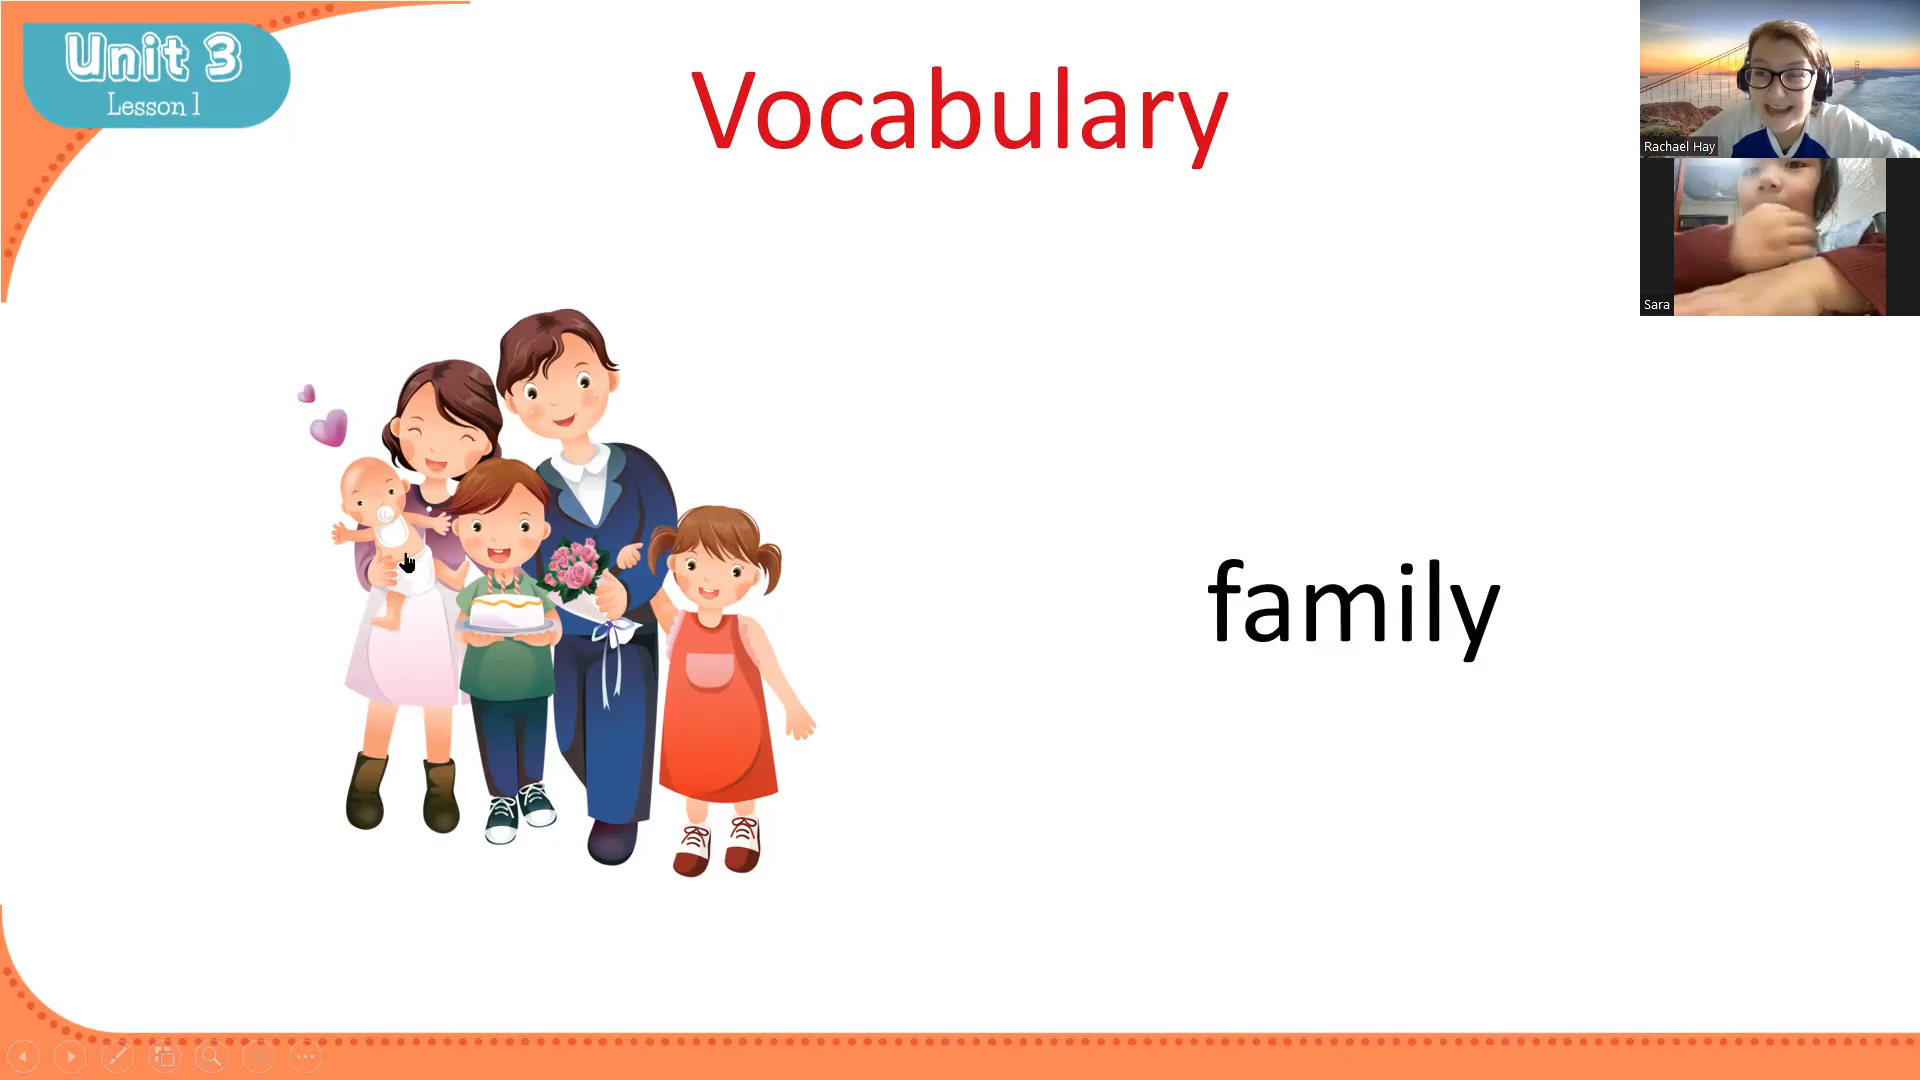 Unit 3
Lesson 1
Vocabulary
family
Rachael Hay
Sara